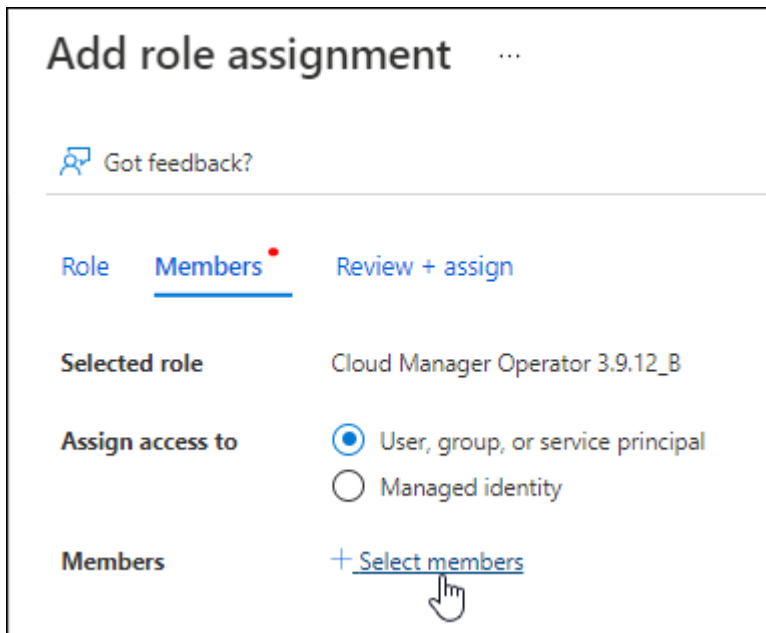 Add role assignment ...
Got feedback?
Role Members Review + assign
Selected role Cloud Manager Operator 3.9.12_B
Assign access to User, group, or service principal
Managed identity
Members + Select members